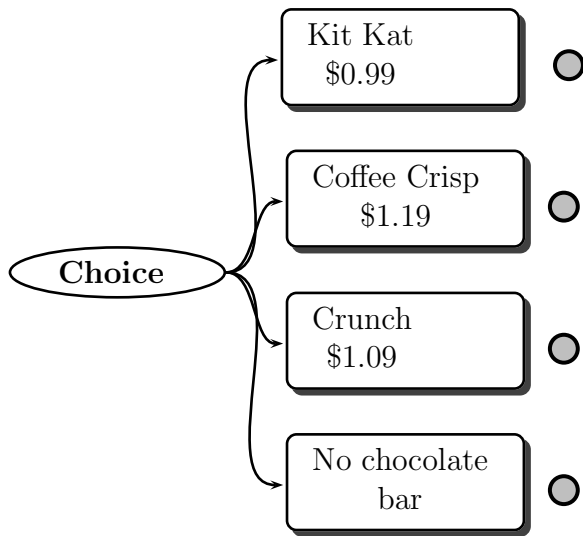 Kit Kat
$0.99
Coffee Crisp
$1.19
Choice
Crunch
$1.09
No chocolate
bar